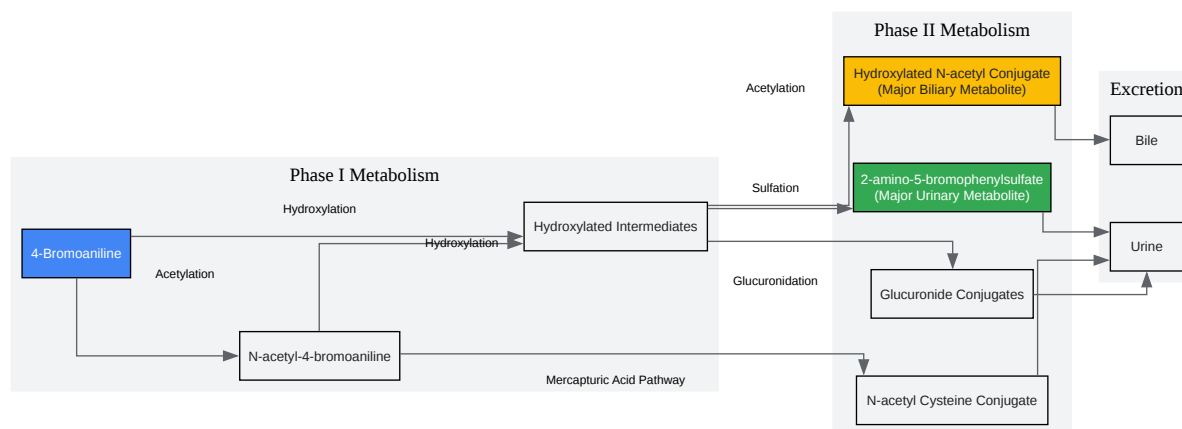 Phase I Metabolism
Hydroxylation
4-Bromoaniline
Acetylation
Hydroxylation
N-acetyl-4-bromoaniline
Hydroxylated Intermediates
Mercapturic Acid Pathway
Acetylation
Sulfation
Glucuronidation
Phase II Metabolism
Hydroxylated N-acetyl Conjugate
(Major Biliary Metabolite)
2-amino-5-bromophenylsulfate
(Major Urinary Metabolite)
Glucuronide Conjugates
N-acetyl Cysteine Conjugate
Excretion
Bile
Urine